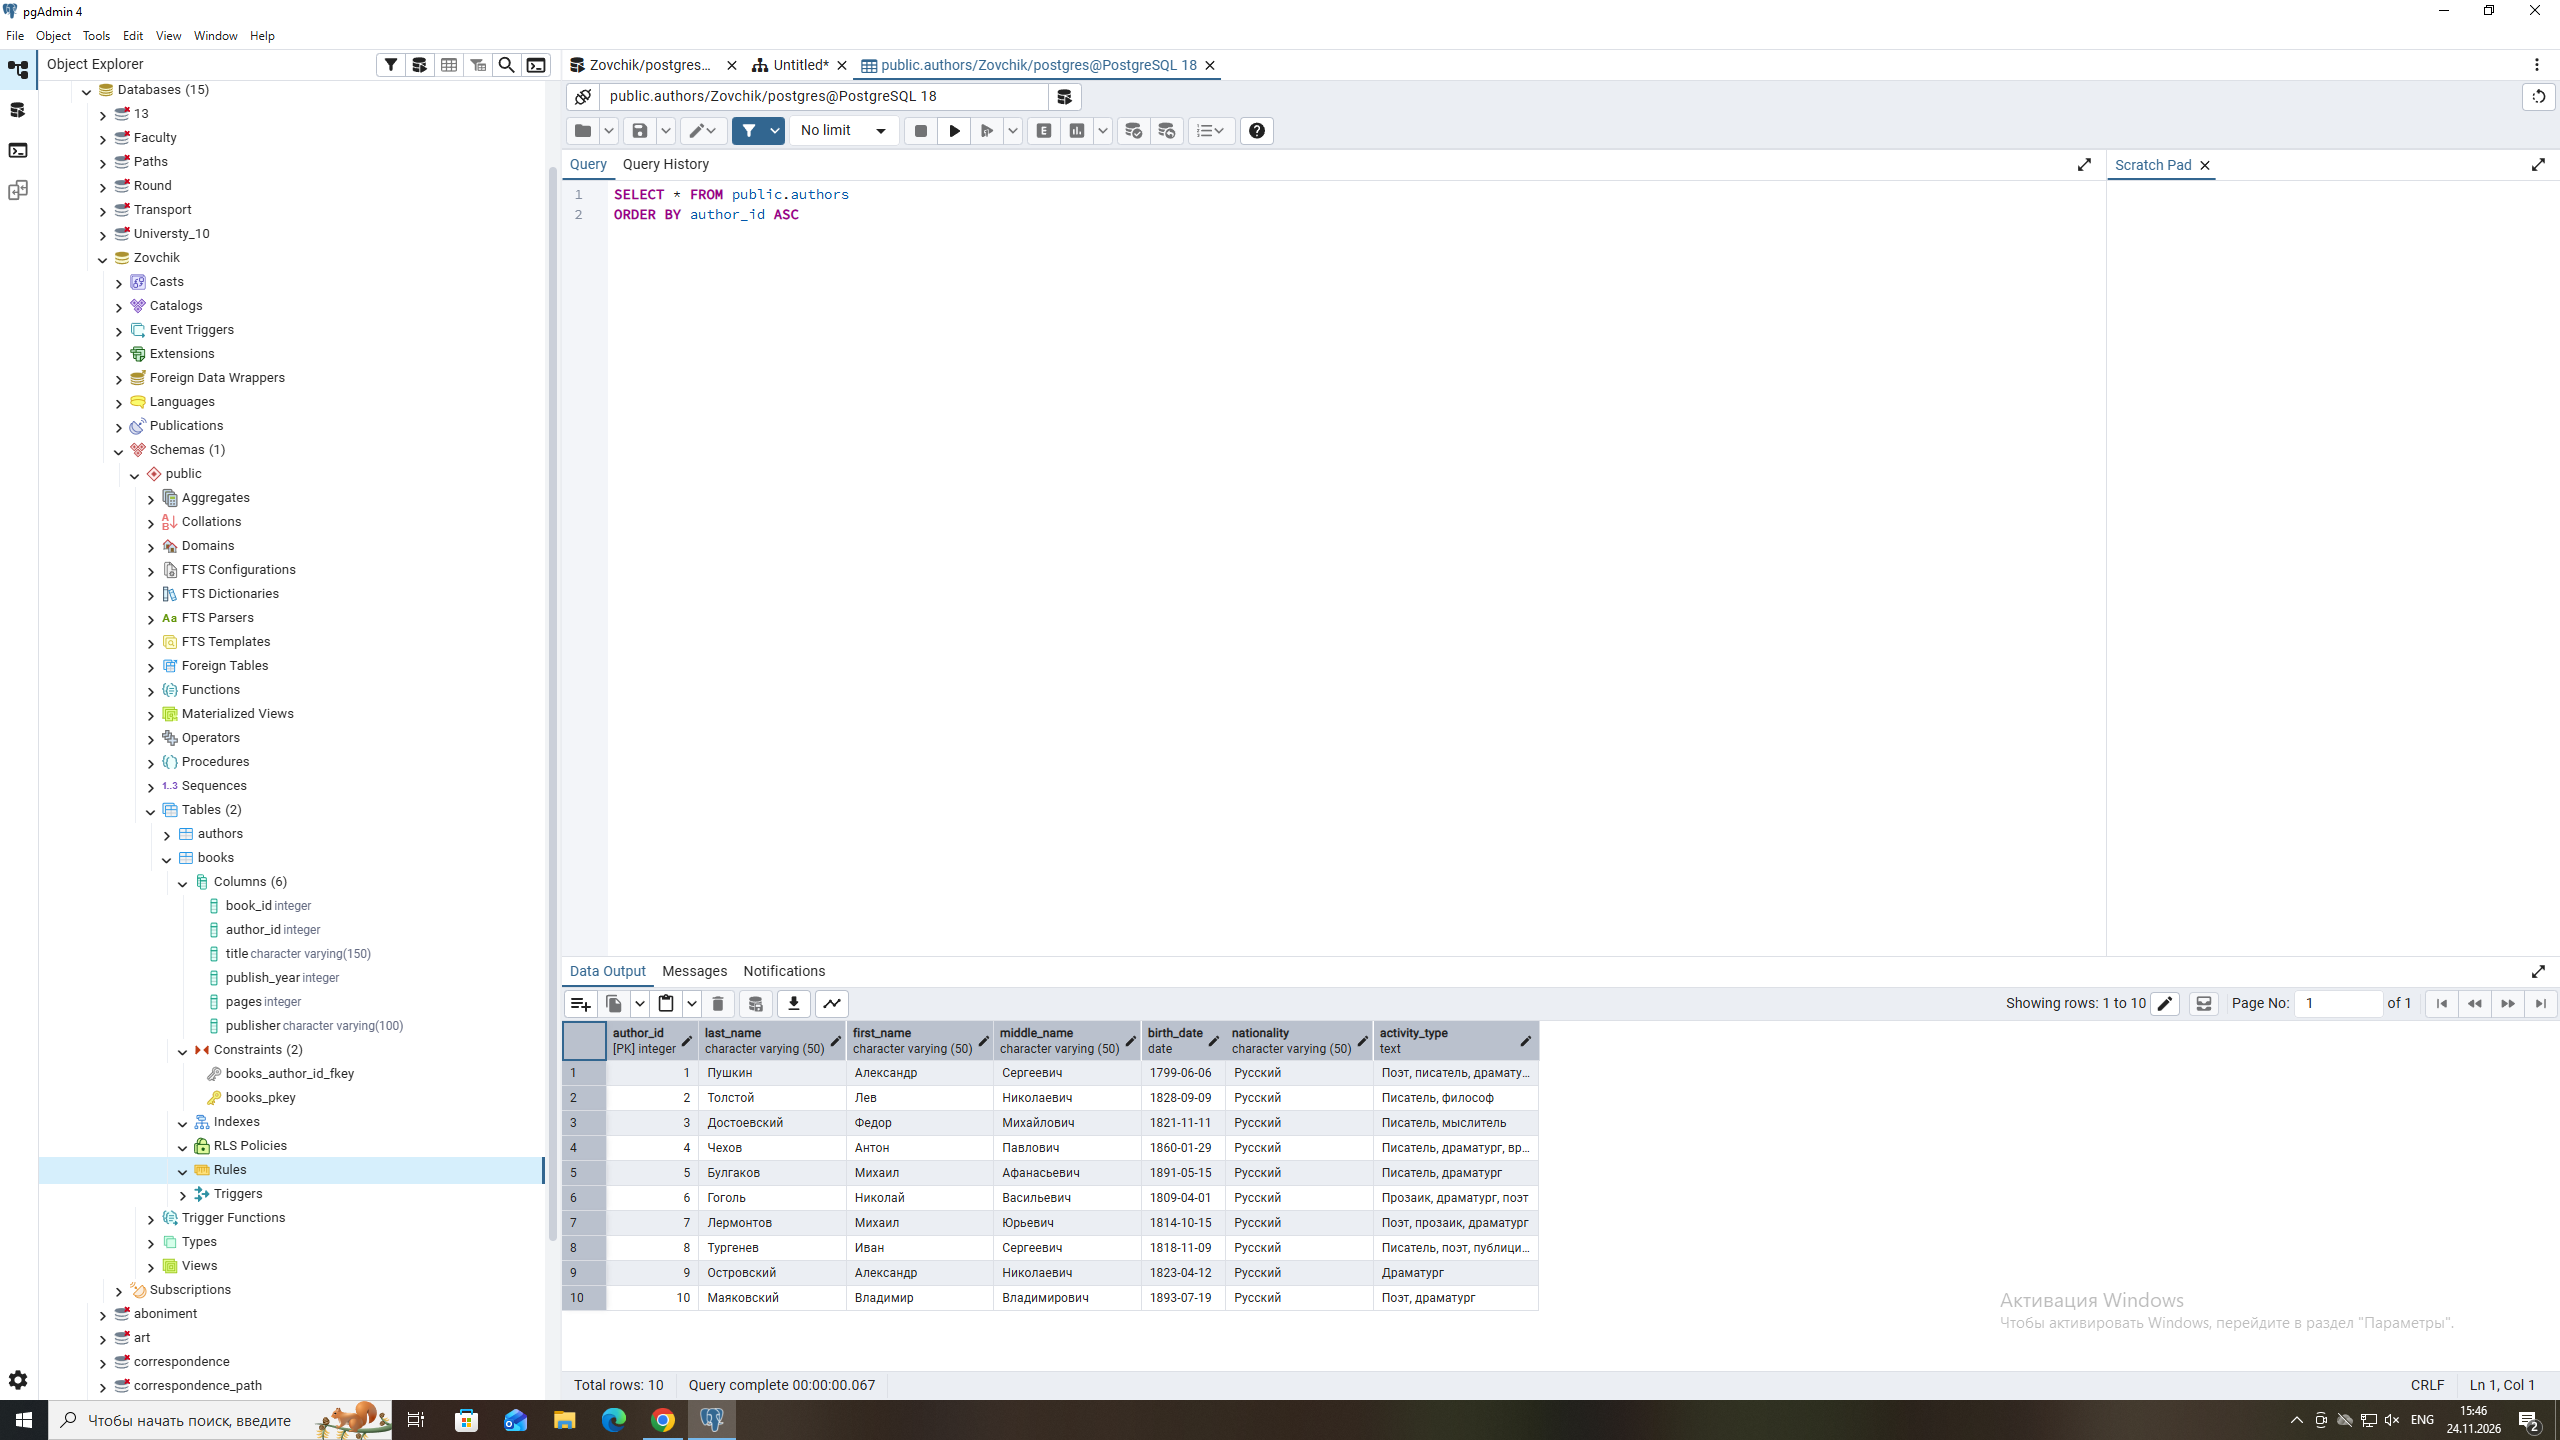 pgAdmin 4
File Object Tools Edit View Window Help
Object Explorer
Databases (15)
13
Faculty
Paths
Round
Transport
Universty_10
Zovchik
Casts
Catalogs
Event Triggers
Extensions
Foreign Data Wrappers
Languages
Publications
Schemas (1)
public
Aggregates
Collations
Domains
FTS Configurations
FTS Dictionaries
Aa FTS Parsers
FTS Templates
Foreign Tables
Functions
Materialized Views
Operators
Procedures
1..3 Sequences
Tables (2)
authors
books
Columns (6)
book_id integer
author_id integer
title character varying(150)
publish_year integer
pages integer
publisher character varying(100)
Constraints (2)
books_author_id_fkey
books_pkey
Indexes
RLS Policies
Rules
Triggers
Trigger Functions
Types
Views
Subscriptions
aboniment
art
correspondence
correspondence_path
Zovchik/postgres... Untitled* public.authors/Zovchik/postgres@PostgreSQL 18
public.authors/Zovchik/postgres@PostgreSQL 18
No limit E
Query Query History
Scratch Pad
1 SELECT * FROM public.authors
2 ORDER BY author_id ASC
Data Output Messages Notifications
Showing rows: 1 to 10 Page No: 1 of 1
author_id last_name first_name middle_name birth_date nationality activity_type
[PK] integer character varying (50) character varying (50) character varying (50) date character varying (50) text
1 1 Пушкин Александр Сергеевич 1799-06-06 Русский Поэт, писатель, драмату...
2 2 Толстой Лев Николаевич 1828-09-09 Русский Писатель, философ
3 3 Достоевский Федор Михайлович 1821-11-11 Русский Писатель, мыслитель
4 4 Чехов Антон Павлович 1860-01-29 Русский Писатель, драматург, вр...
5 5 Булгаков Михаил Афанасьевич 1891-05-15 Русский Писатель, драматург
6 6 Гоголь Николай Васильевич 1809-04-01 Русский Прозаик, драматург, поэт
7 7 Лермонтов Михаил Юрьевич 1814-10-15 Русский Поэт, прозаик, драматург
8 8 Тургенев Иван Сергеевич 1818-11-09 Русский Писатель, поэт, публици...
9 9 Островский Александр Николаевич 1823-04-12 Русский Драматург
10 10 Маяковский Владимир Владимирович 1893-07-19 Русский Поэт, драматург
Активация Windows
Чтобы активировать Windows, перейдите в раздел "Параметры".
Total rows: 10 Query complete 00:00:00.067 CRLF Ln 1, Col 1
Чтобы начать поиск, введите
ENG
15:46
24.11.2026
2